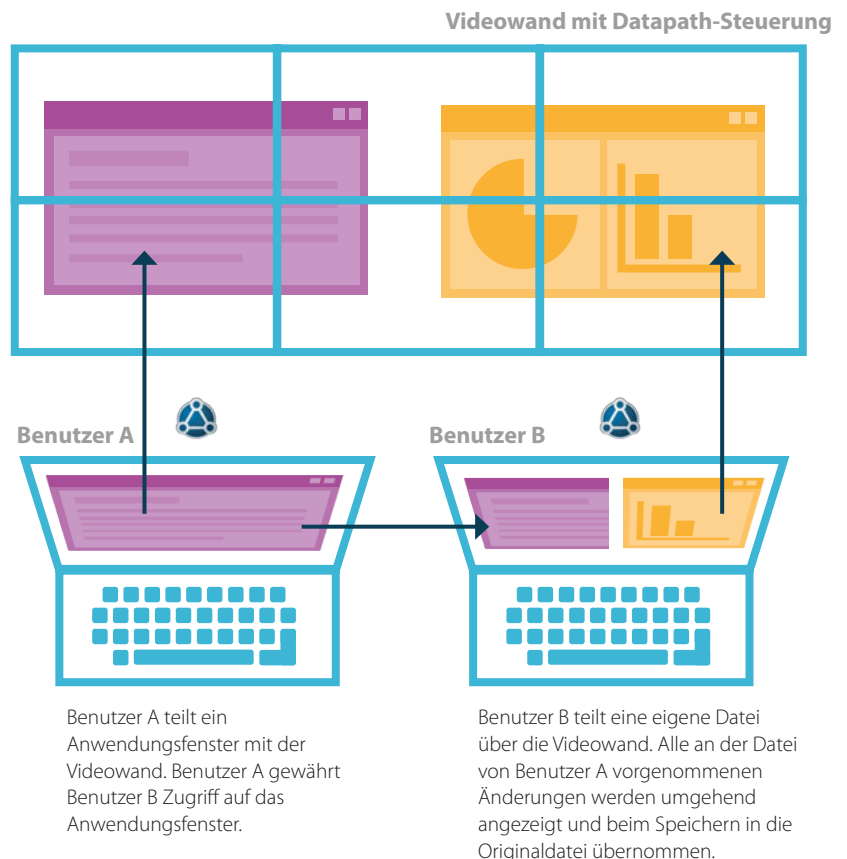 Videowand mit Datapath-Steuerung
Benutzer A
Benutzer B
Benutzer A teilt ein
Anwendungsfenster mit der
Videowand. Benutzer A gewährt
Benutzer B Zugriff auf das
Anwendungsfenster.
Benutzer B teilt eine eigene Datei
über die Videowand. Alle an der Datei
von Benutzer A vorgenommenen
Änderungen werden umgehend
angezeigt und beim Speichern in die
Originaldatei übernommen.